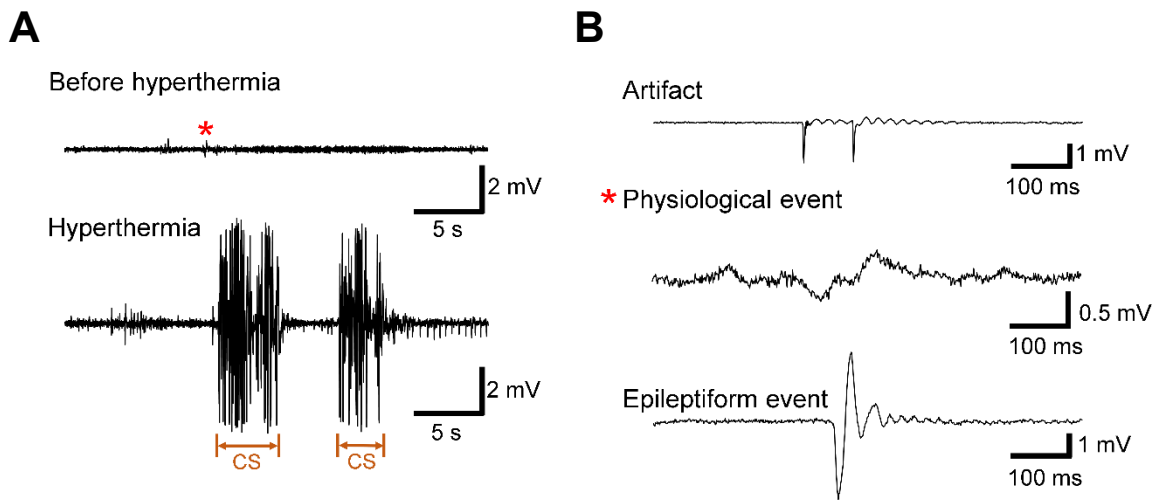 A
Before hyperthermia
*
2 mV
5 s
Hyperthermia
2 mV
5 s
CS
CS
B
Artifact
1 mV
100 ms
* Physiological event
0.5 mV
100 ms
Epileptiform event
1 mV
100 ms